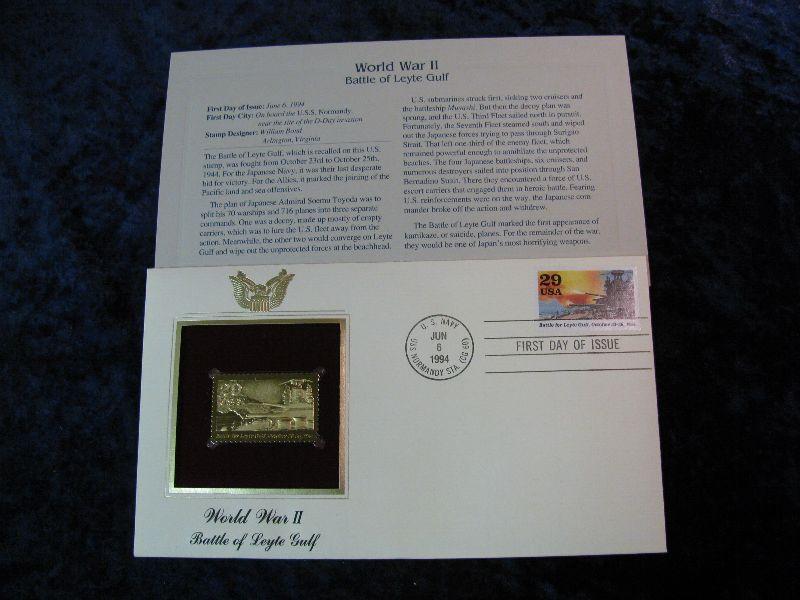 World War II
Battle of Leyte Gulf
First Day of Issue: June 6, 1994
First Day City: On board the U.S.S. Normandy,
near the site of the D-Day invasion
Stamp Designer: William Bond
Arlington, Virginia
The Battle of Leyte Gulf, which is recalled on this U.S.
stamp, was fought from October 23rd to October 25th,
1944. For the Japanese Navy, it was their last desperate
bid for victory. For the Allies, it marked the joining of the
Pacific land and sea offensives.
The plan of Japanese Admiral Soemu Toyoda was to
split his 70 warships and 716 planes into three separate
commands. One was a decoy, made up mostly of empty
carriers, which was to lure the U.S. fleet away from the
action. Meanwhile, the other two would converge on Leyte
Gulf and wipe out the unprotected forces at the beachhead.
U.S. submarines struck first, sinking two cruisers and
the battleship Musashi. But then the decoy plan was
sprung, and the U.S. Third Fleet sailed north in pursuit.
Fortunately, the Seventh Fleet steamed south and wiped
out the Japanese forces trying to pass through Surigao
Strait. That left one third of the enemy fleet, which
remained powerful enough to annihilate the unprotected
beaches. The four Japanese battleships, six cruisers, and
numerous destroyers sailed into position through San
Bernadino Strait. There they encountered a force of U.S.
escort carriers that engaged them in heroic battle. Fearing
U.S. reinforcements were on the way, the Japanese com-
mander broke off the action and withdrew.
The Battle of Leyte Gulf marked the first appearance of
kamikaze, or suicide, planes. For the remainder of the war,
they would be one of Japan's most horrifying weapons.
29
USA
Battle for Leyte Gulf, October 23-26, 1944
U.S. NAVY
JUN
6
1994
USS NORMANDY STA. (CG 60)
FIRST DAY OF ISSUE
Battle for Leyte Gulf, October 23-26, 1944
World War II
Battle of Leyte Gulf